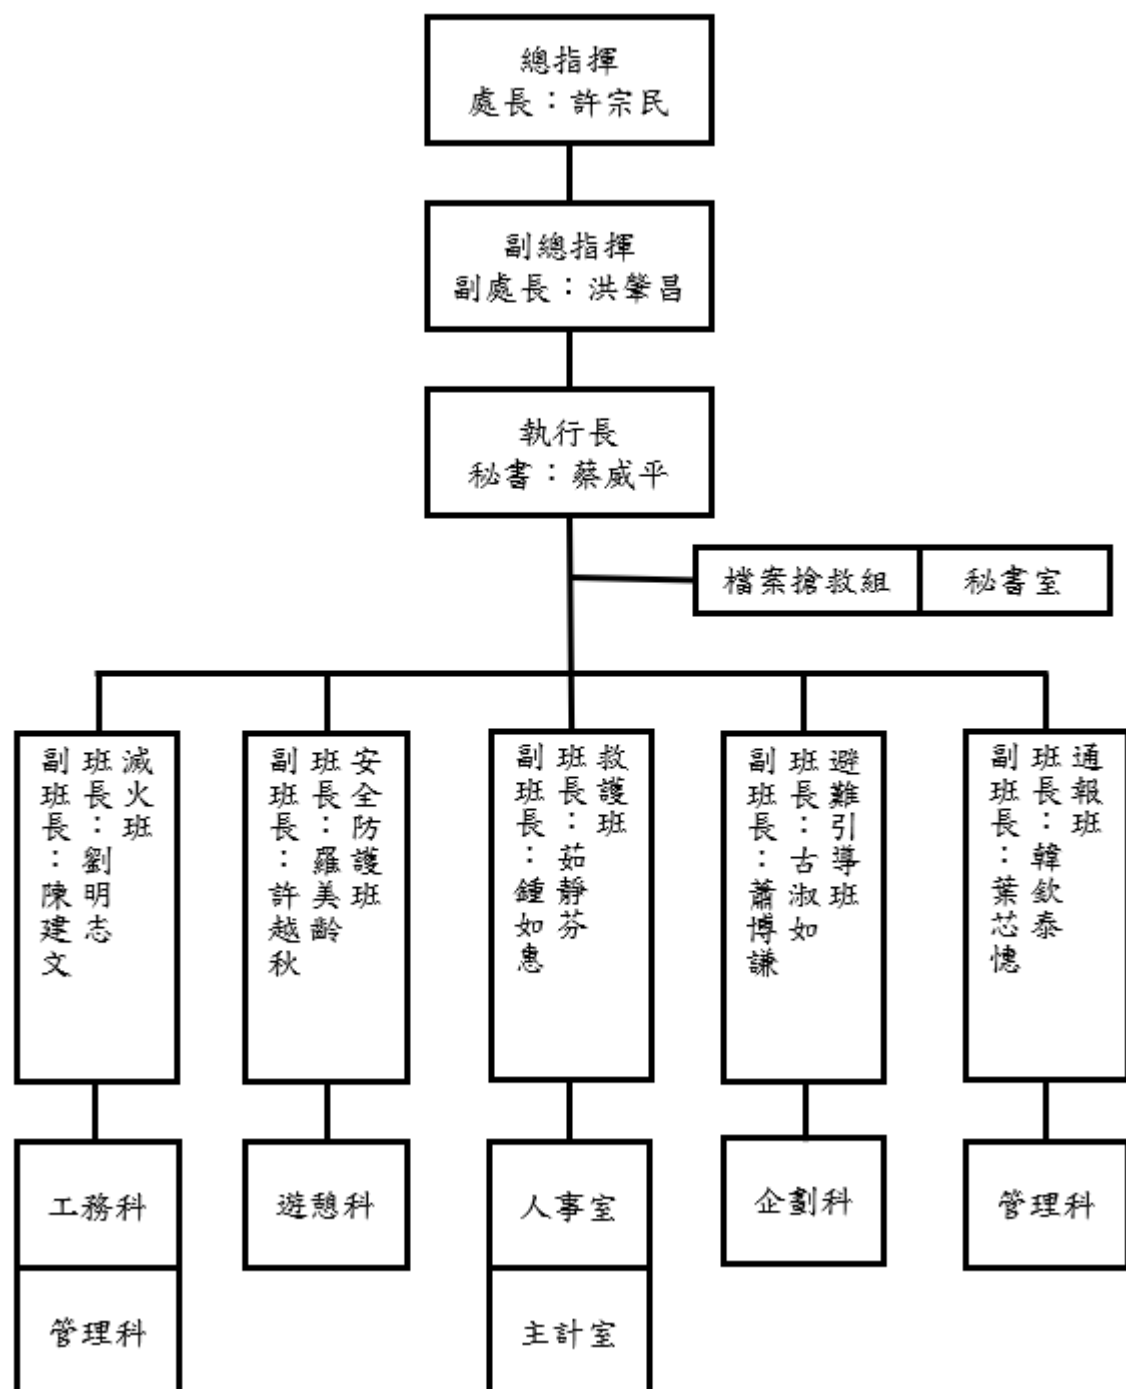 總指揮
處長：許宗民
副總指揮
副處長：洪肇昌
執行長
秘書：蔡威平
檔案搶救組
秘書室
滅火班
班長：劉明志
副班長：陳建文
安全防護班
班長：羅美齡
副班長：許越秋
救護班
班長：茹靜芬
副班長：鍾如惠
避難引導班
班長：古淑如
副班長：蕭博謙
通報班
班長：韓欽泰
副班長：葉芯憓
工務科
遊憩科
人事室
企劃科
管理科
管理科
主計室